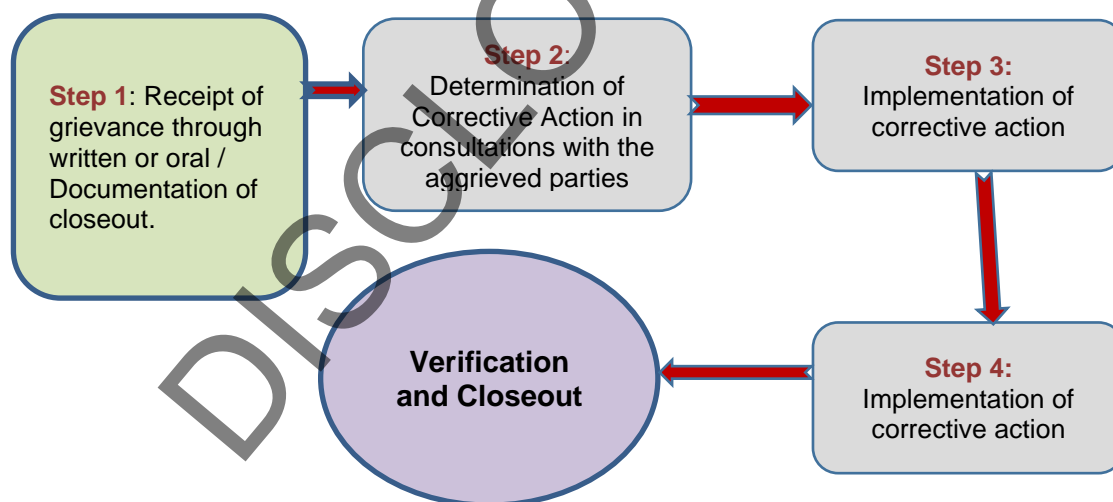 Step 1: Receipt of
grievance through
written or oral /
Documentation of
closeout.
Step 2:
Determination of
Corrective Action in
consultations with the
aggrieved parties
Step 3:
Implementation of
corrective action
Step 4:
Implementation of
corrective action
Verification
and Closeout
DISCLO